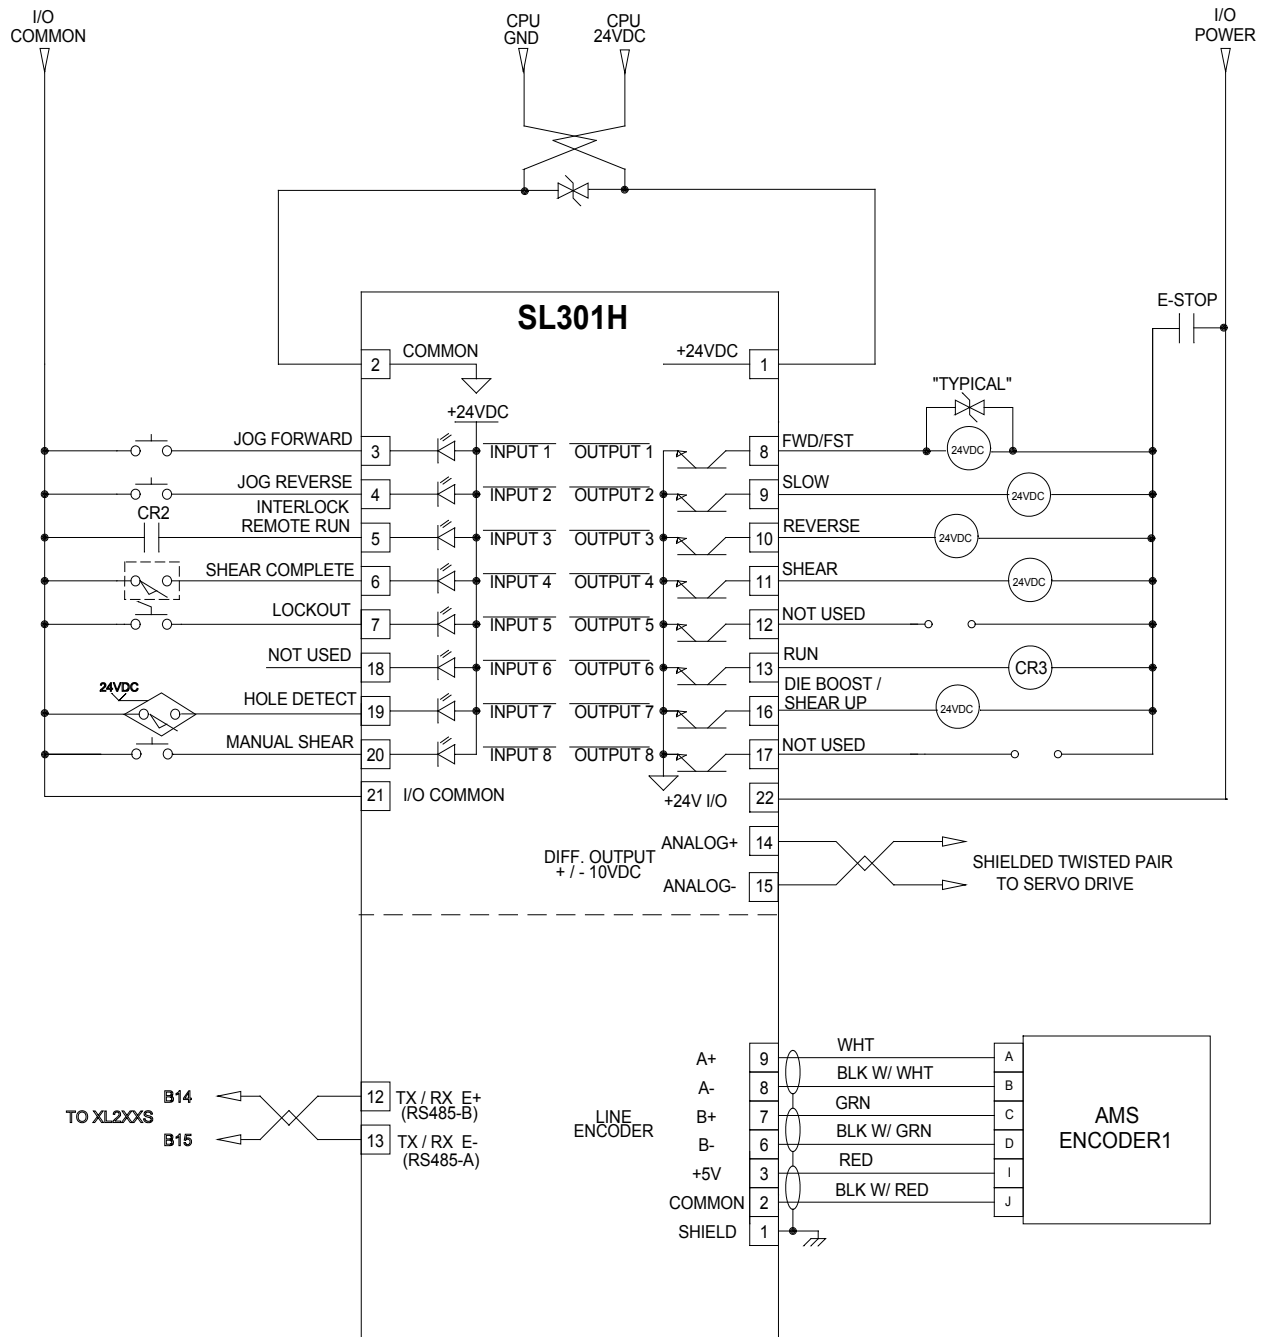 I/O
COMMON
CPU
GND
CPU
24VDC
I/O
POWER
E-STOP
SL301H
2
COMMON
+24VDC
1
+24VDC
"TYPICAL"
JOG FORWARD
3
INPUT 1
OUTPUT 1
8
FWD/FST
24VDC
JOG REVERSE
4
INPUT 2
OUTPUT 2
9
SLOW
24VDC
CR2
INTERLOCK
REMOTE RUN
5
INPUT 3
OUTPUT 3
10
REVERSE
24VDC
SHEAR COMPLETE
6
INPUT 4
OUTPUT 4
11
SHEAR
24VDC
LOCKOUT
7
INPUT 5
OUTPUT 5
12
NOT USED
NOT USED
18
INPUT 6
OUTPUT 6
13
RUN
CR3
24VDC
HOLE DETECT
19
INPUT 7
OUTPUT 7
16
DIE BOOST /
SHEAR UP
24VDC
MANUAL SHEAR
20
INPUT 8
OUTPUT 8
17
NOT USED
21
I/O COMMON
+24V I/O
22
DIFF. OUTPUT
+ / - 10VDC
ANALOG+
14
ANALOG-
15
SHIELDED TWISTED PAIR
TO SERVO DRIVE
TO XL2XXS
B14
B15
12
TX / RX E+
(RS485-B)
13
TX / RX E-
(RS485-A)
LINE
ENCODER
A+
9
WHT
A
A-
8
BLK W/ WHT
B
B+
7
GRN
C
B-
6
BLK W/ GRN
D
+5V
3
RED
I
COMMON
2
BLK W/ RED
J
SHIELD
1
AMS
ENCODER1